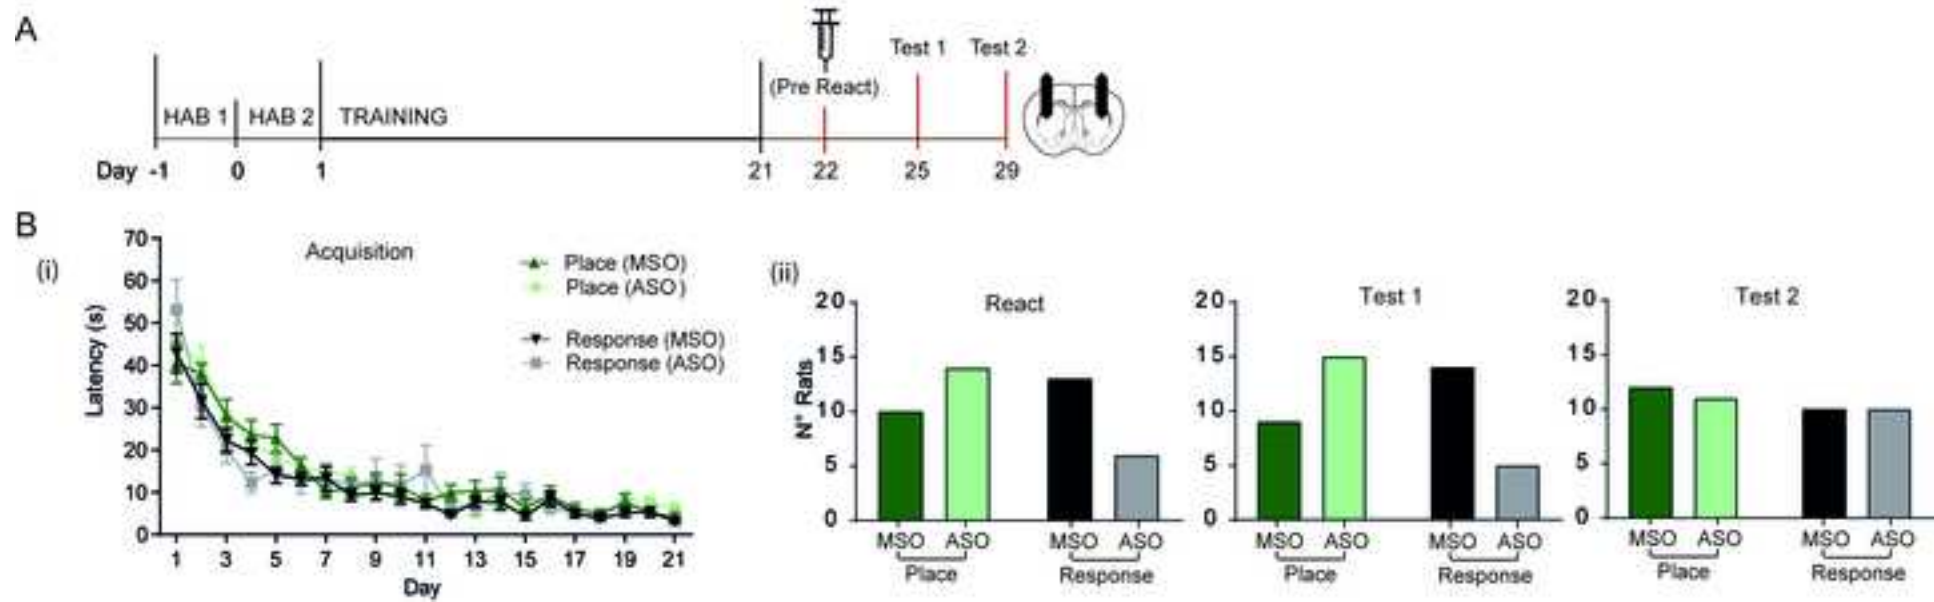 A
Test 1 Test 2
(Pre React)
HAB 1 HAB 2 TRAINING
Day -1 0 1 21 22 25 29
B
(i)
Acquisition
Place (MSO)
Place (ASO)
Response (MSO)
Response (ASO)
Latency (s)
70
60
50
40
30
20
10
0
1 3 5 7 9 11 13 15 17 19 21
Day
(ii)
React
N° Rats
20
15
10
5
0
MSO ASO MSO ASO
Place Response
Test 1
20
15
10
5
0
MSO ASO MSO ASO
Place Response
Test 2
20
15
10
5
0
MSO ASO MSO ASO
Place Response